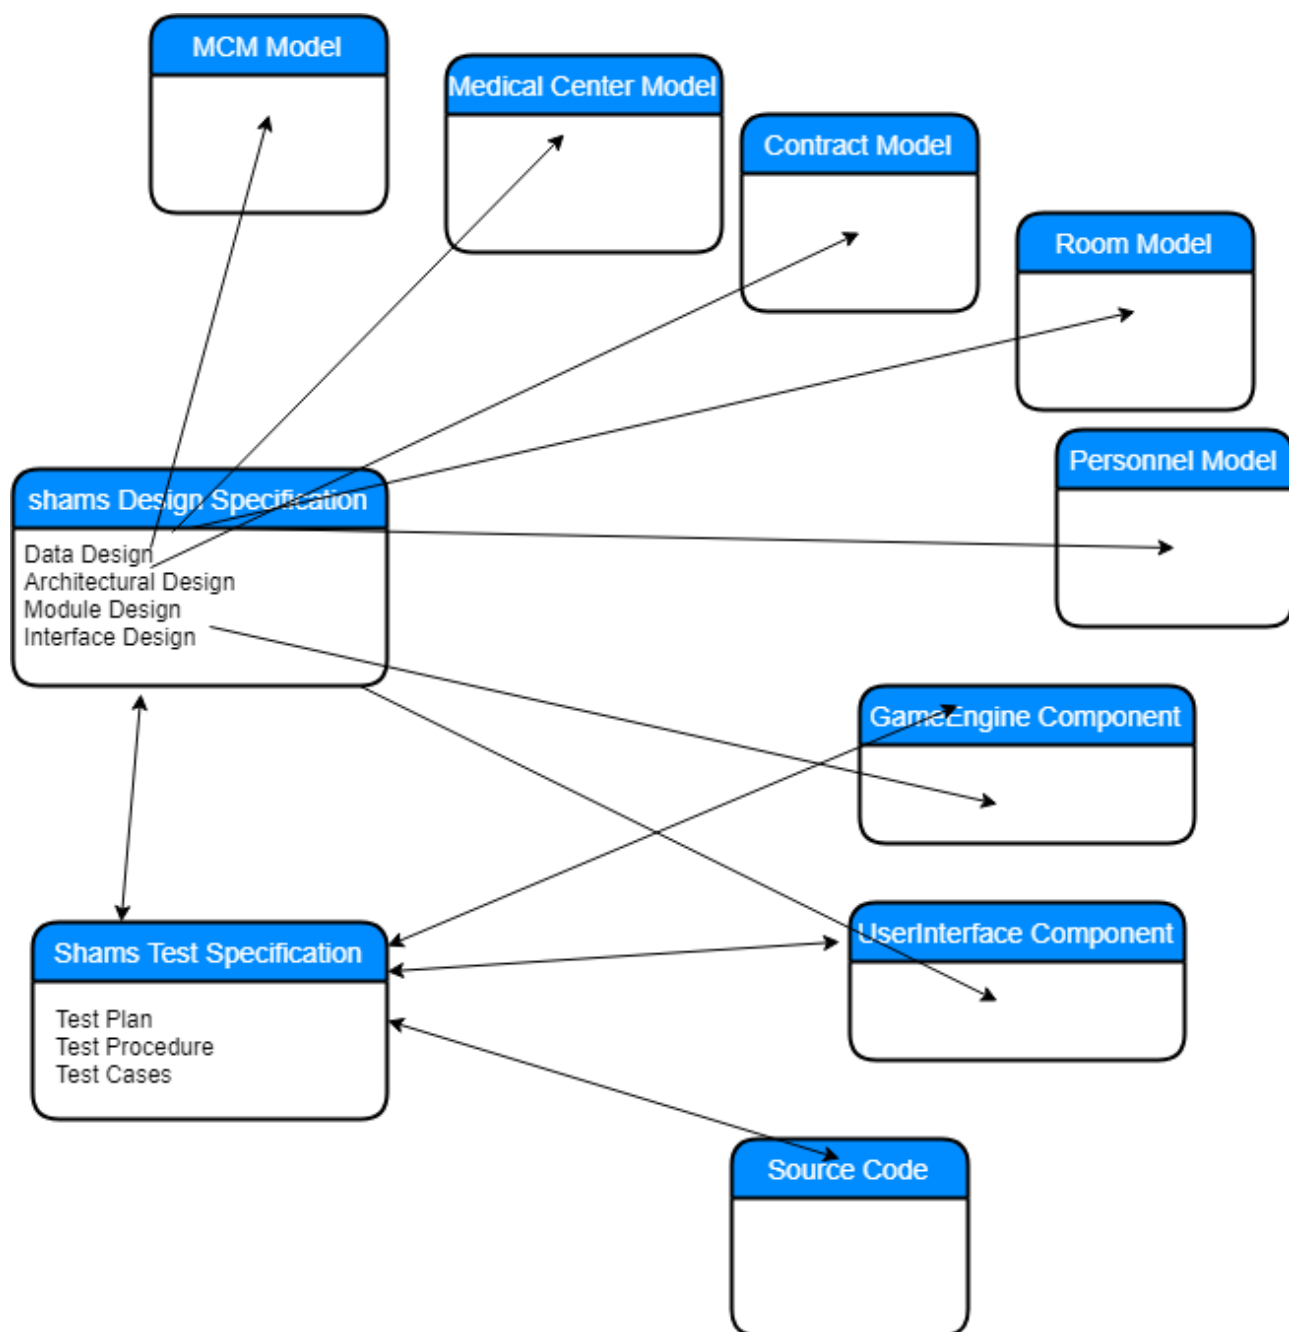 MCM Model
Medical Center Model
Contract Model
Room Model
Personnel Model
shams Design Specification
Data Design
Architectural Design
Module Design
Interface Design
GameEngine Component
UserInterface Component
Shams Test Specification
Test Plan
Test Procedure
Test Cases
Source Code